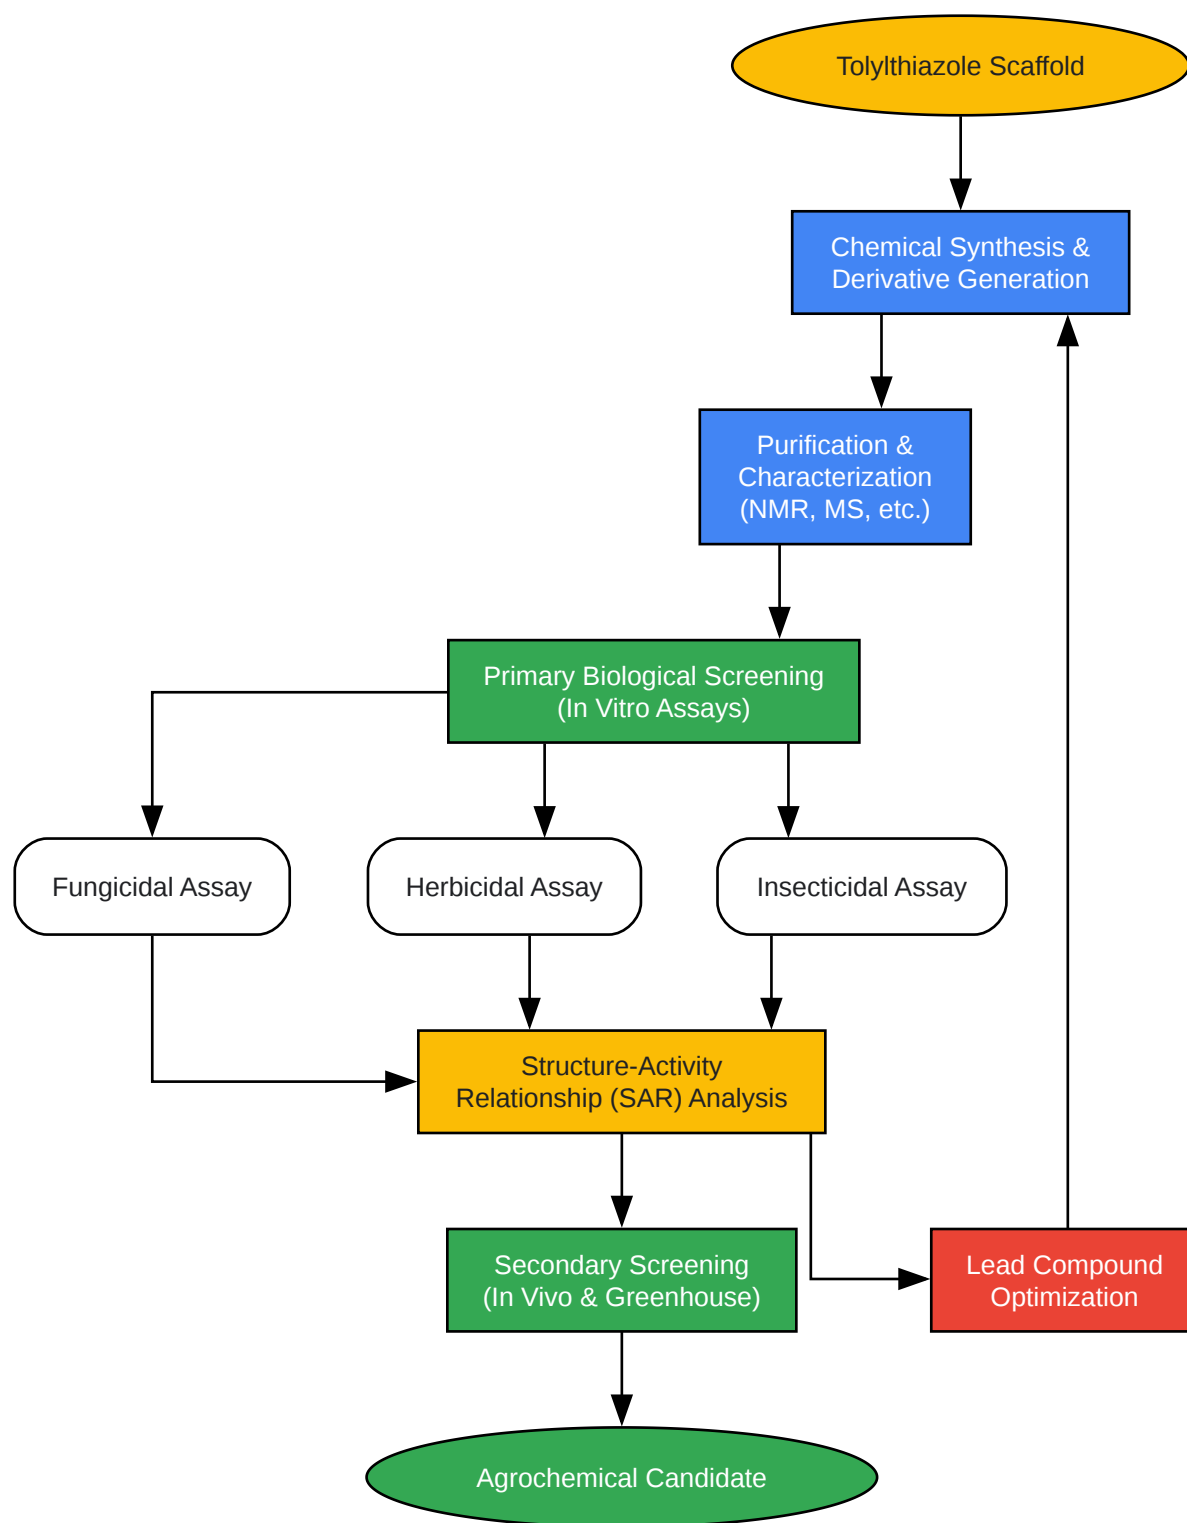 Tolylthiazole Scaffold
Chemical Synthesis &
Derivative Generation
Purification &
Characterization
(NMR, MS, etc.)
Primary Biological Screening
(In Vitro Assays)
Fungicidal Assay
Herbicidal Assay
Insecticidal Assay
Structure-Activity
Relationship (SAR) Analysis
Secondary Screening
(In Vivo & Greenhouse)
Lead Compound
Optimization
Agrochemical Candidate